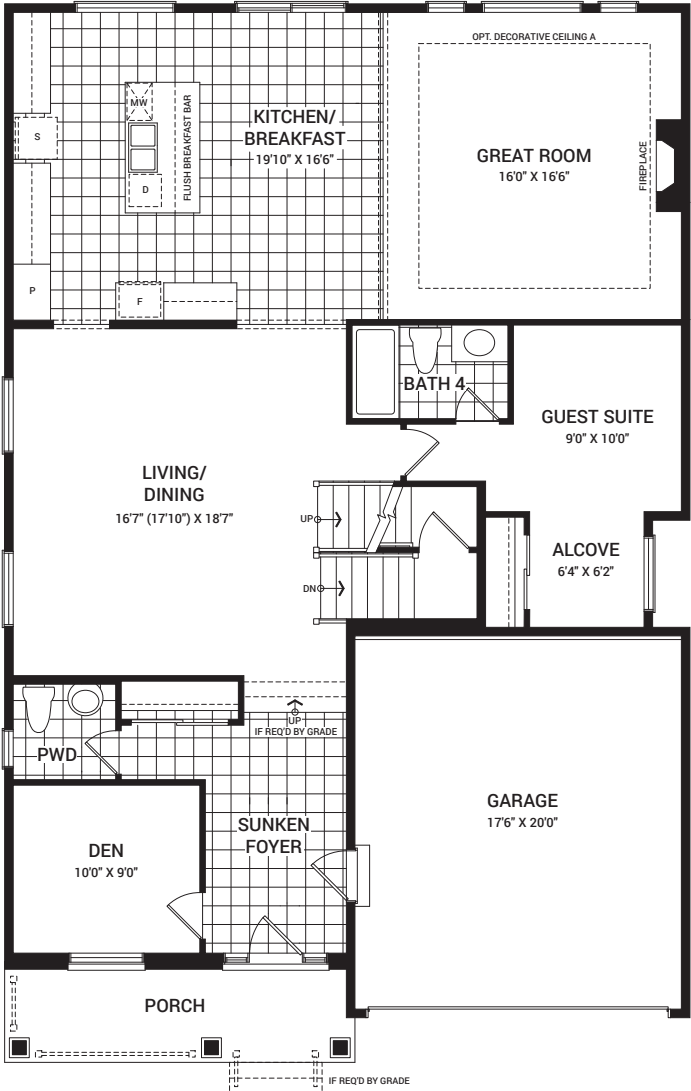 OPT. DECORATIVE CEILING A
MW
S
D
FLUSH BREAKFAST BAR
KITCHEN/
BREAKFAST
19'10" X 16'6"
GREAT ROOM
16'0" X 16'6"
FIREPLACE
P
F
BATH 4
GUEST SUITE
9'0" X 10'0"
LIVING/
DINING
16'7" (17'10") X 18'7"
UP
DN
ALCOVE
6'4" X 6'2"
UP
IF REQ'D BY GRADE
PWD
SUNKEN
FOYER
DEN
10'0" X 9'0"
GARAGE
17'6" X 20'0"
PORCH
IF REQ'D BY GRADE